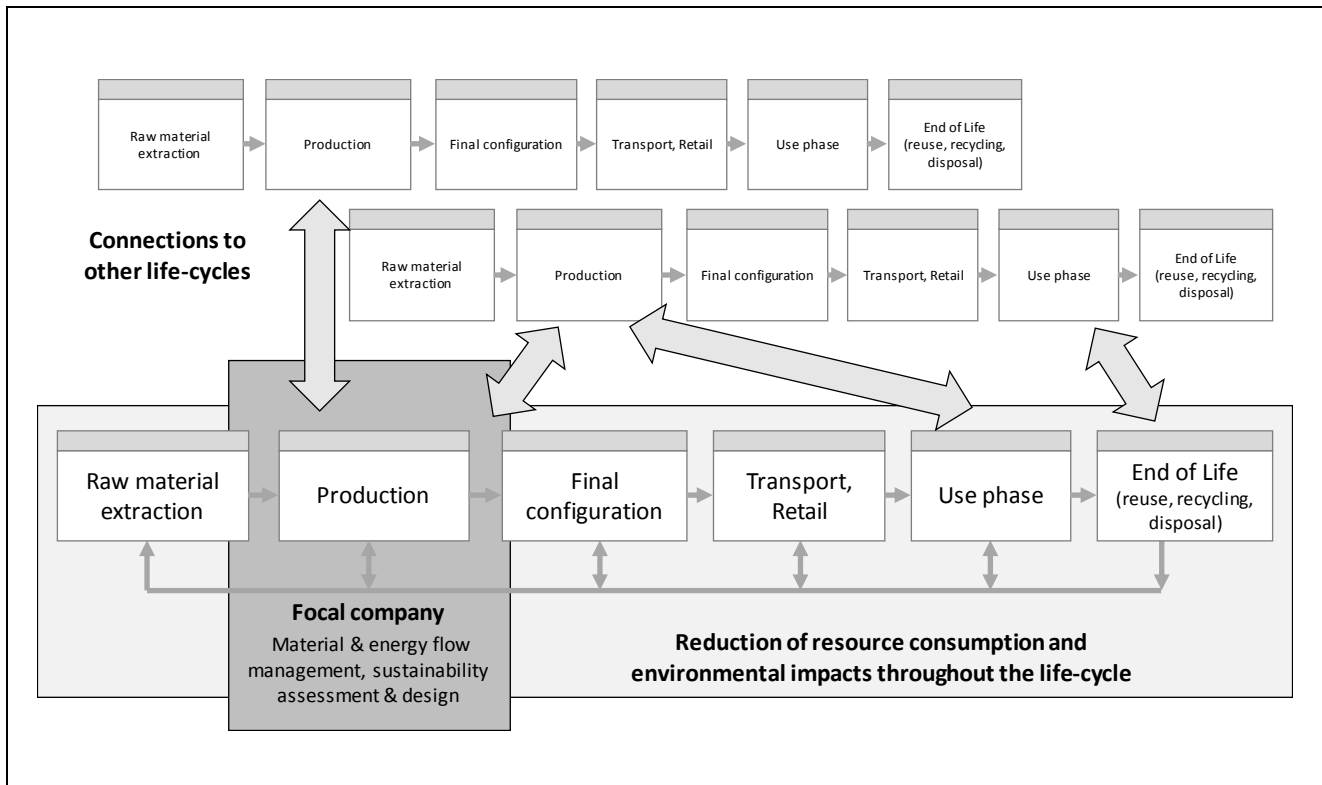 Raw material
extraction
Production
Final configuration
Transport, Retail
Use phase
End of Life
(reuse, recycling,
disposal)
Connections to
other life-cycles
Raw material
extraction
Production
Final configuration
Transport, Retail
Use phase
End of Life
(reuse, recycling,
disposal)
Raw material
extraction
Production
Final
configuration
Transport,
Retail
Use phase
End of Life
(reuse, recycling,
disposal)
Focal company
Material & energy flow
management, sustainability
assessment & design
Reduction of resource consumption and
environmental impacts throughout the life-cycle